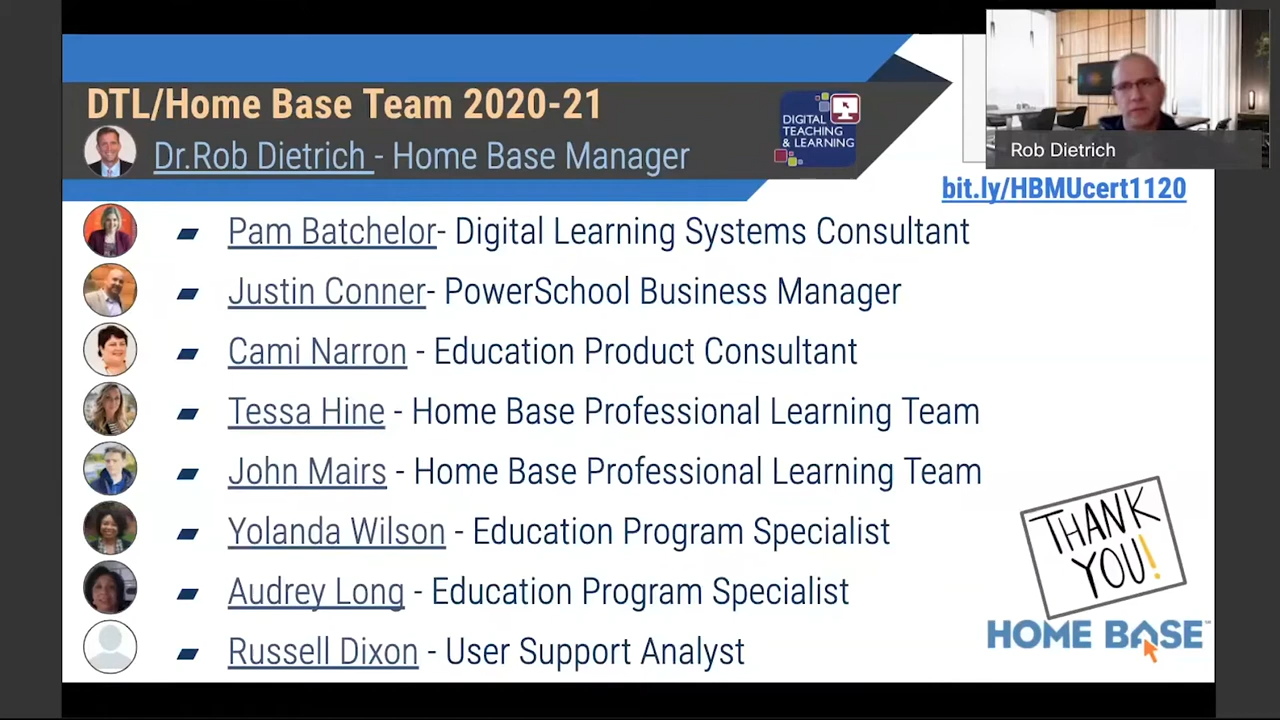 DTL/Home Base Team 2020-21
Dr.Rob Dietrich - Home Base Manager
DIGITAL
TEACHING
& LEARNING
Rob Dietrich
bit.ly/HBMUcert1120
Pam Batchelor- Digital Learning Systems Consultant
Justin Conner- PowerSchool Business Manager
Cami Narron - Education Product Consultant
Tessa Hine - Home Base Professional Learning Team
John Mairs - Home Base Professional Learning Team
Yolanda Wilson - Education Program Specialist
Audrey Long - Education Program Specialist
Russell Dixon - User Support Analyst
THANK
YOU!
HOME BASE